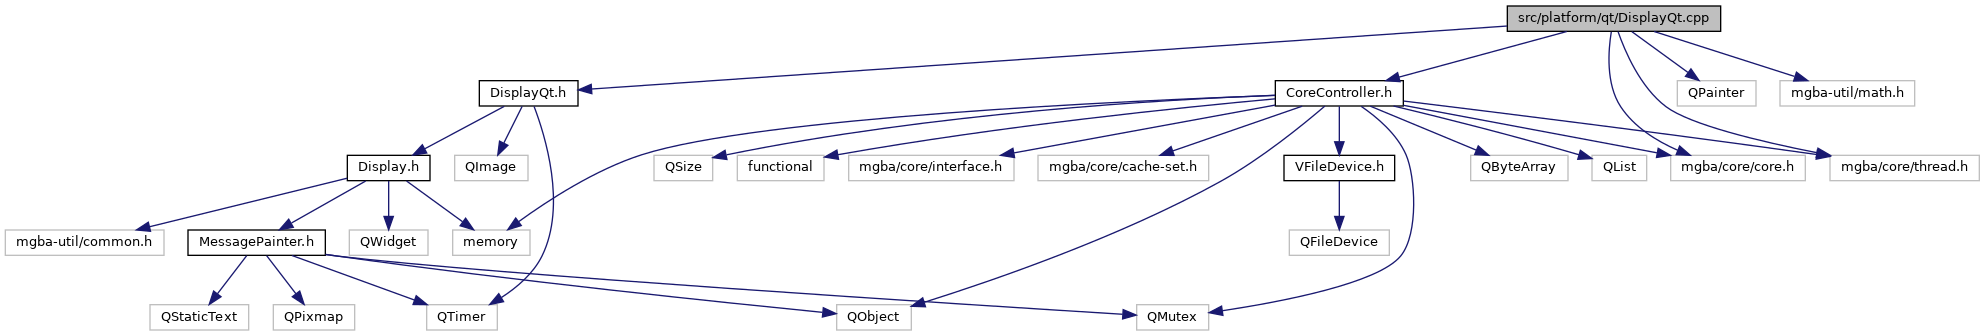 src/platform/qt/DisplayQt.cpp
DisplayQt.h
CoreController.h
QPainter
mgba-util/math.h
Display.h
QImage
QSize
functional
mgba/core/interface.h
mgba/core/cache-set.h
VFileDevice.h
QByteArray
QList
mgba/core/core.h
mgba/core/thread.h
mgba-util/common.h
MessagePainter.h
QWidget
memory
QFileDevice
QStaticText
QPixmap
QTimer
QObject
QMutex